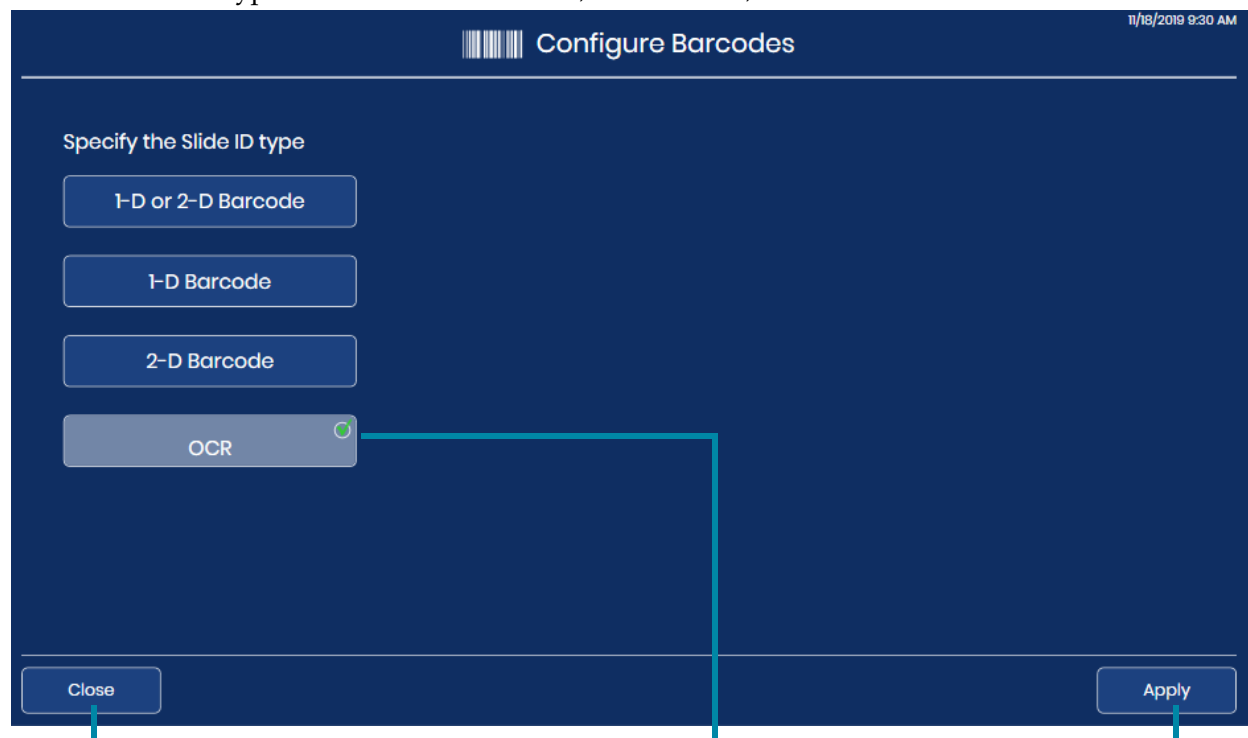 11/18/2019 9:30 AM
Configure Barcodes
Specify the Slide ID type
1-D or 2-D Barcode
1-D Barcode
2-D Barcode
OCR
Close
Apply